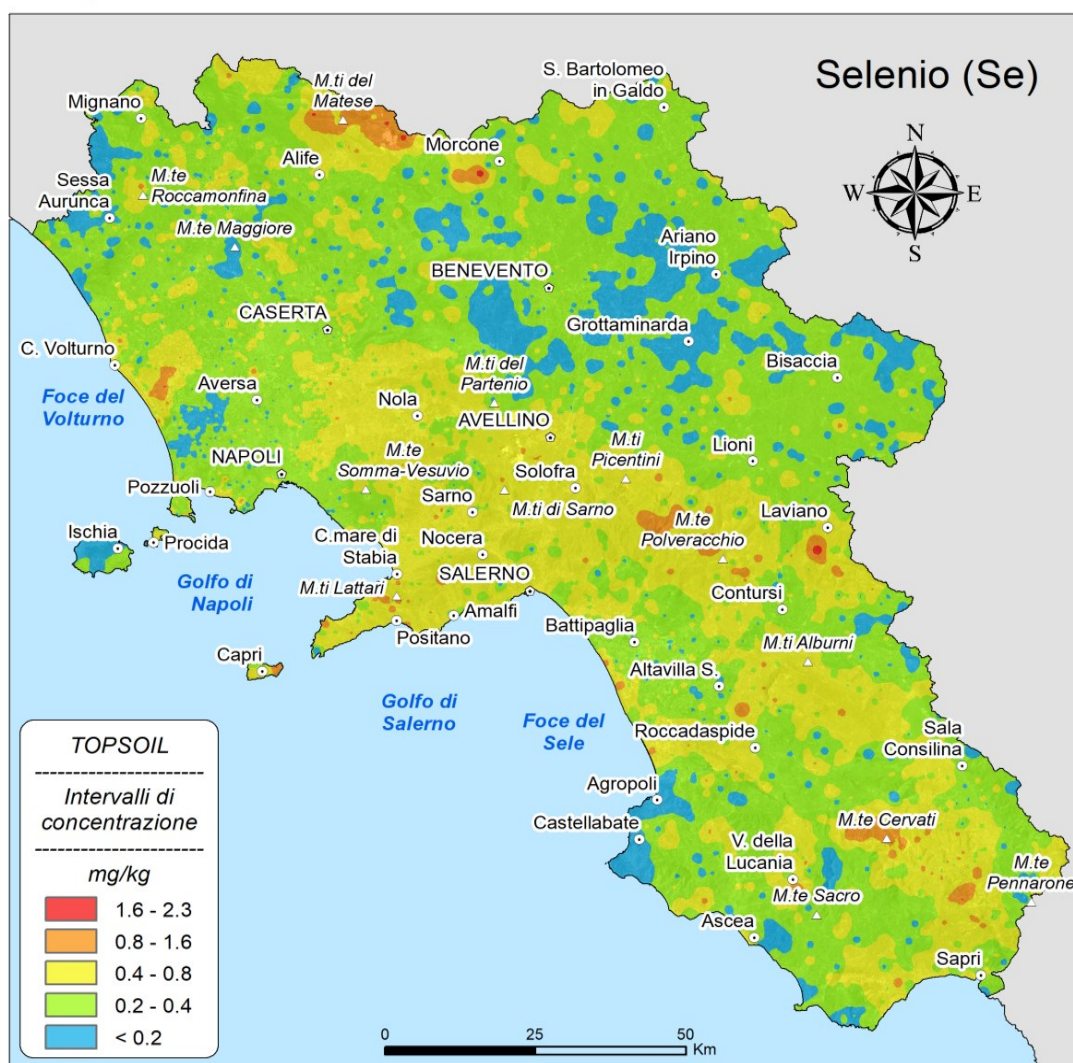 Selenio (Se)
N
W
E
S
S. Bartolomeo
in Galdo
M.ti del
Matese
Mignano
Morcone
Alife
M.te
Roccamonfina
Sessa
Aurunca
M.te Maggiore
Ariano
Irpino
BENEVENTO
CASERTA
Grottaminarda
C. Volturno
Bisaccia
M.ti del
Partenio
Foce del
Volturno
Aversa
Nola
AVELLINO
M.ti
Picentini
Lioni
NAPOLI
M.te
Somma-Vesuvio
Solofra
Pozzuoli
Sarno
M.ti di Sarno
Laviano
M.te
Polveracchio
Ischia
Procida
C.mare di
Stabia
Nocera
Golfo di
Napoli
M.ti Lattari
SALERNO
Contursi
Amalfi
Positano
Battipaglia
M.ti Alburni
Capri
Altavilla S.
Golfo di
Salerno
Foce del
Sele
Roccadaspide
Sala
Consilina
Agropoli
Castellabate
M.te Cervati
V. della
Lucania
M.te
Pennarone
M.te Sacro
Ascea
Sapri
TOPSOIL
--------------------
Intervalli di
concentrazione
--------------------
mg/kg
1.6 - 2.3
0.8 - 1.6
0.4 - 0.8
0.2 - 0.4
< 0.2
0
25
50
Km